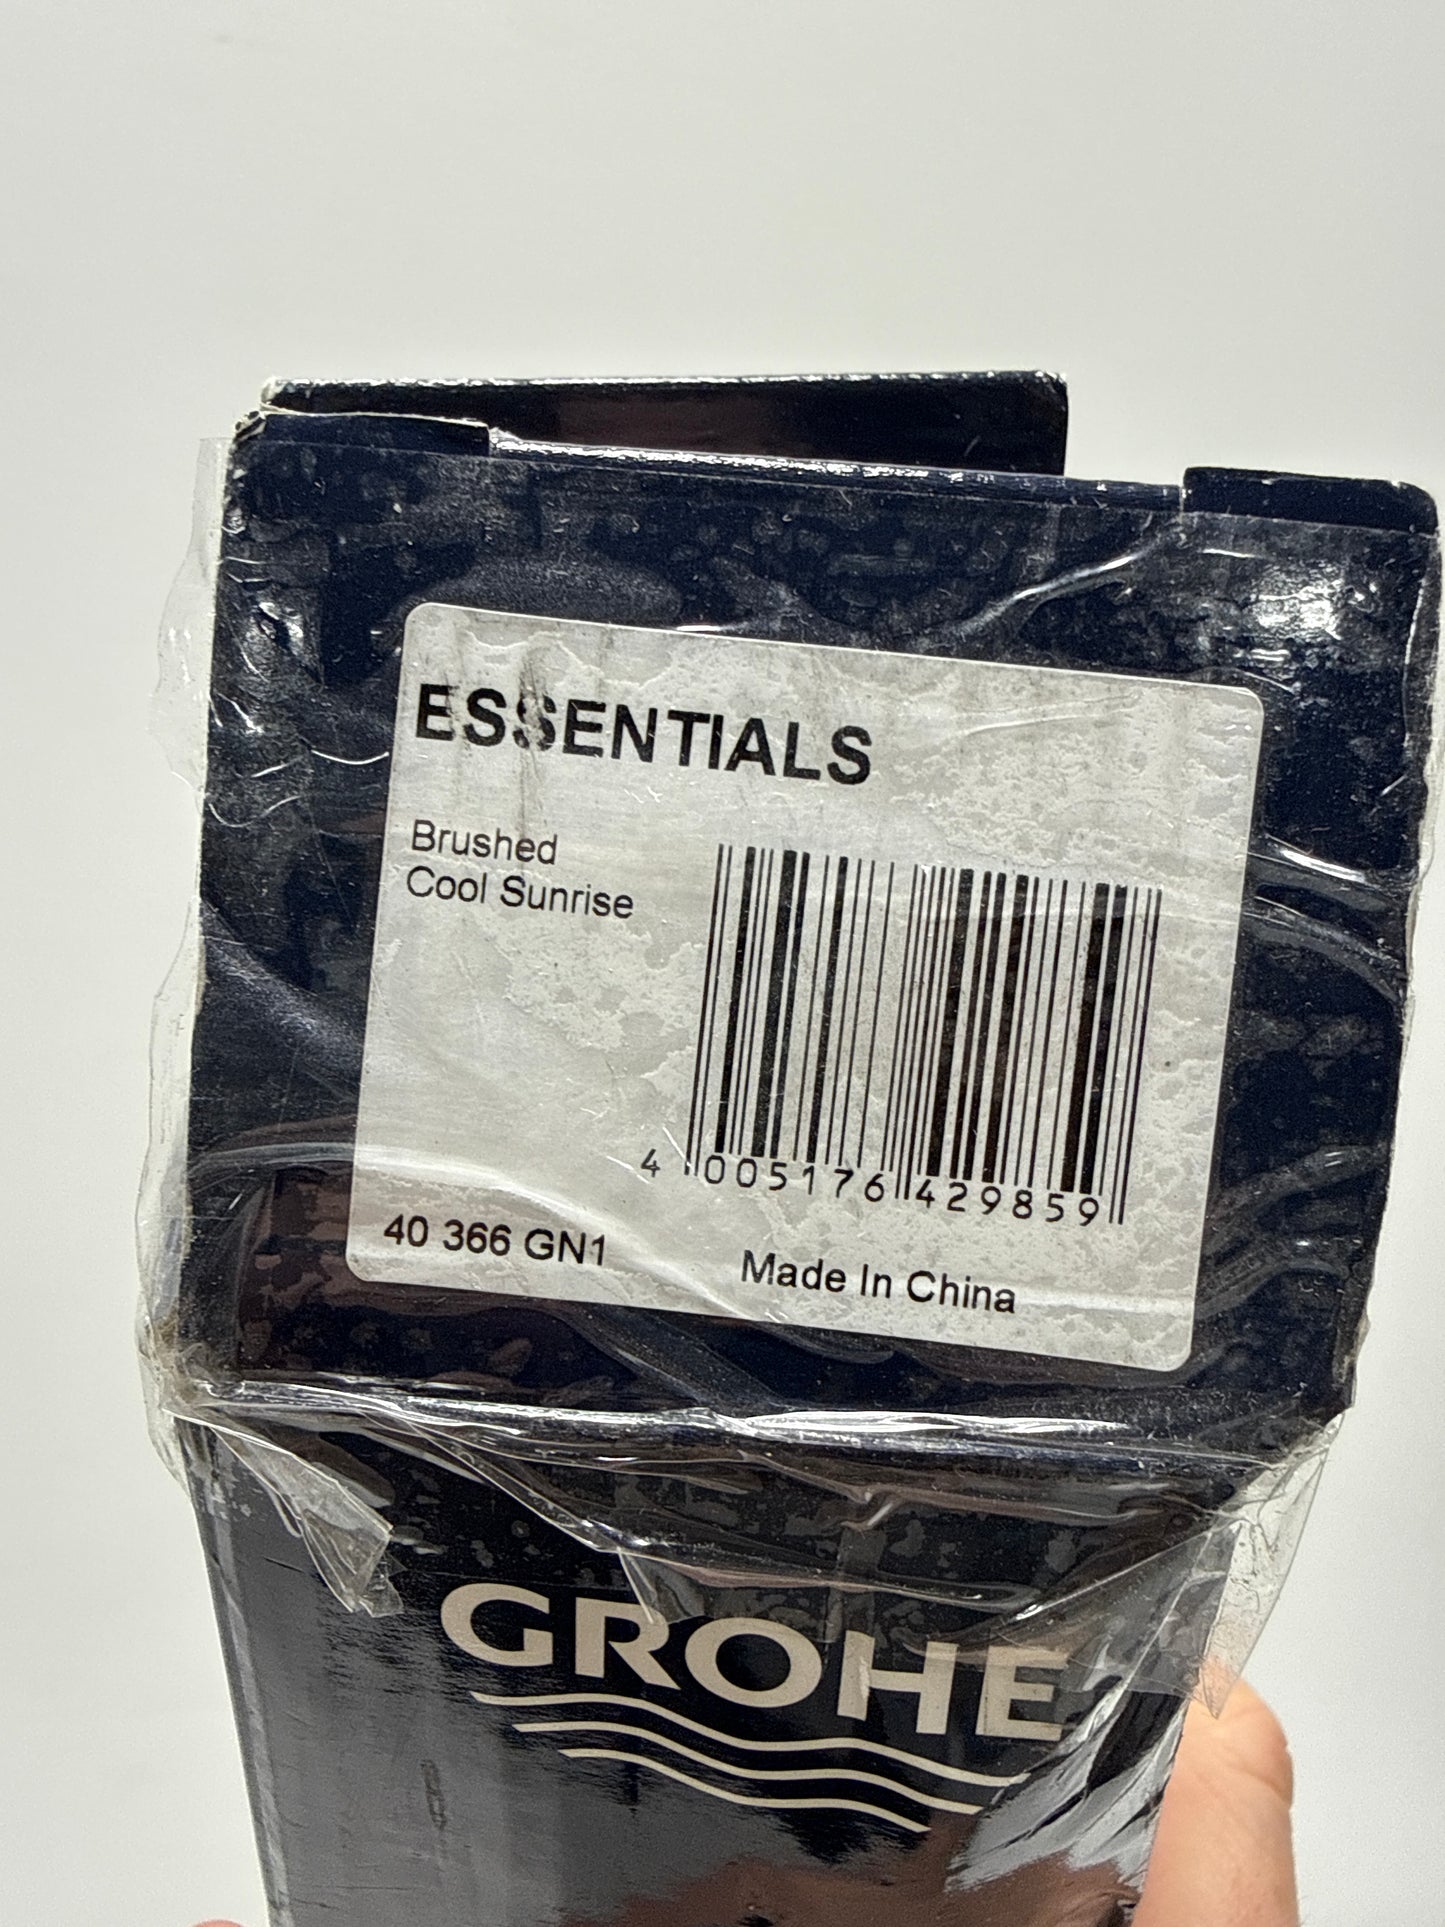 ESSENTIALS
Brushed
Cool Sunrise
4 005176 429859
40 366 GN1
Made In China
GROHE